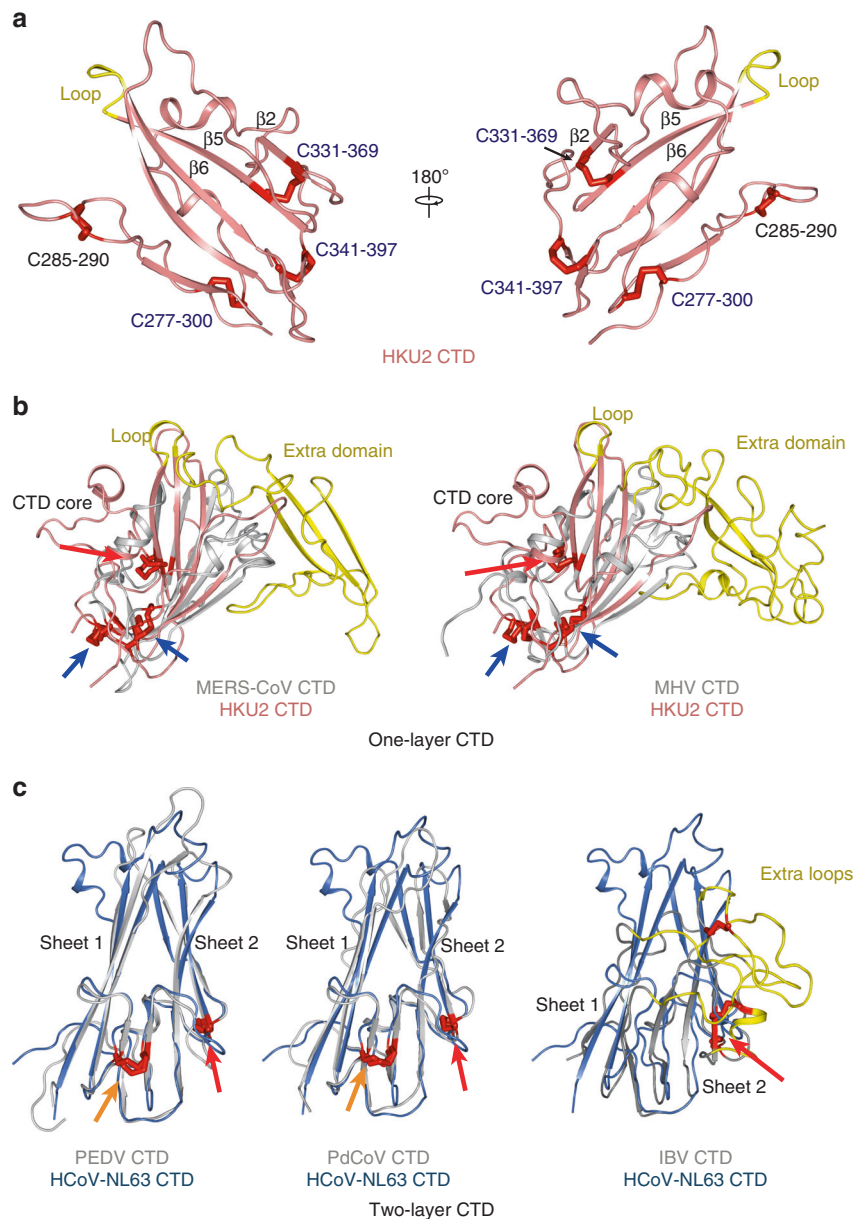 a
Loop
β2
β5
β6
C331-369
C285-290
C341-397
C277-300
180°
Loop
β5
C331-369
β2
β6
C285-290
C341-397
C277-300
HKU2 CTD
b
Loop
Extra domain
CTD core
MERS-CoV CTD
HKU2 CTD
Loop
Extra domain
CTD core
MHV CTD
HKU2 CTD
One-layer CTD
c
Sheet 1
Sheet 2
PEDV CTD
HCoV-NL63 CTD
Sheet 1
Sheet 2
PdCoV CTD
HCoV-NL63 CTD
Extra loops
Sheet 1
Sheet 2
IBV CTD
HCoV-NL63 CTD
Two-layer CTD